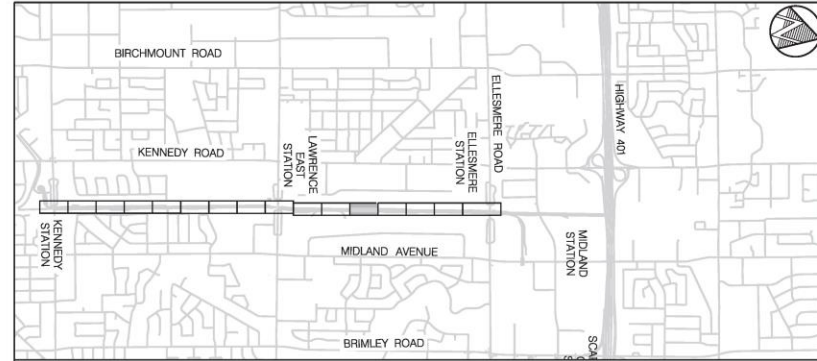 BIRCHMOUNT ROAD
KENNEDY ROAD
LAWRENCE
EAST
STATION
ELLESMERE
STATION
ELLESMERE ROAD
HIGHWAY 401
KENNEDY
STATION
MIDLAND AVENUE
MIDLAND
STATION
BRIMLEY ROAD